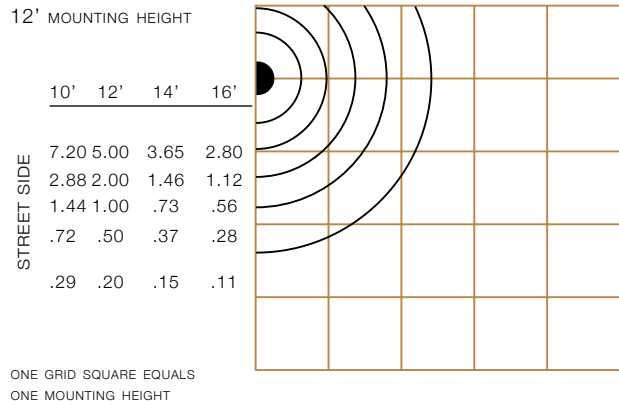 12’ MOUNTING HEIGHT
10’ 12’ 14’ 16’
STREET SIDE
7.20 5.00 3.65 2.80
2.88 2.00 1.46 1.12
1.44 1.00 .73 .56
.72 .50 .37 .28
.29 .20 .15 .11
ONE GRID SQUARE EQUALS
ONE MOUNTING HEIGHT